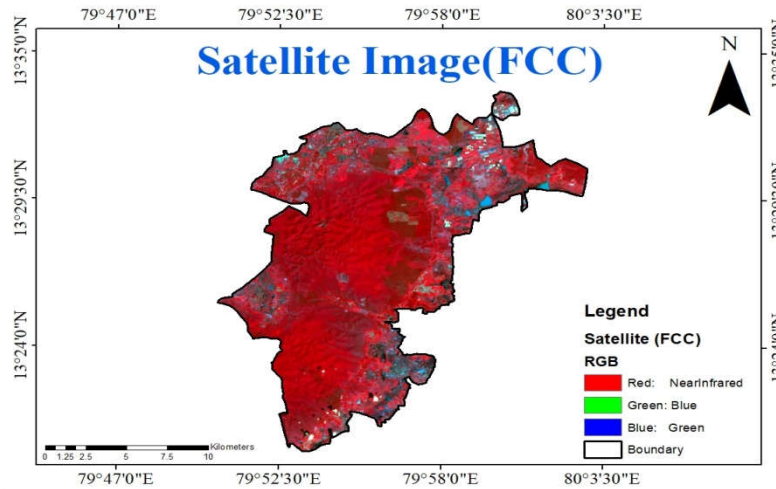 79°47'0"E 79°52'30"E 79°58'0"E 80°3'30"E
Satellite Image(FCC)
N
13°35'0"N
13°29'30"N
13°24'0"N
13°24'0"N
Legend
Satellite (FCC)
RGB
Red: NearInfrared
Green: Blue
Blue: Green
Boundary
Kilometers
0 1.25 2.5 5 7.5 10
79°47'0"E 79°52'30"E 79°58'0"E 80°3'30"E